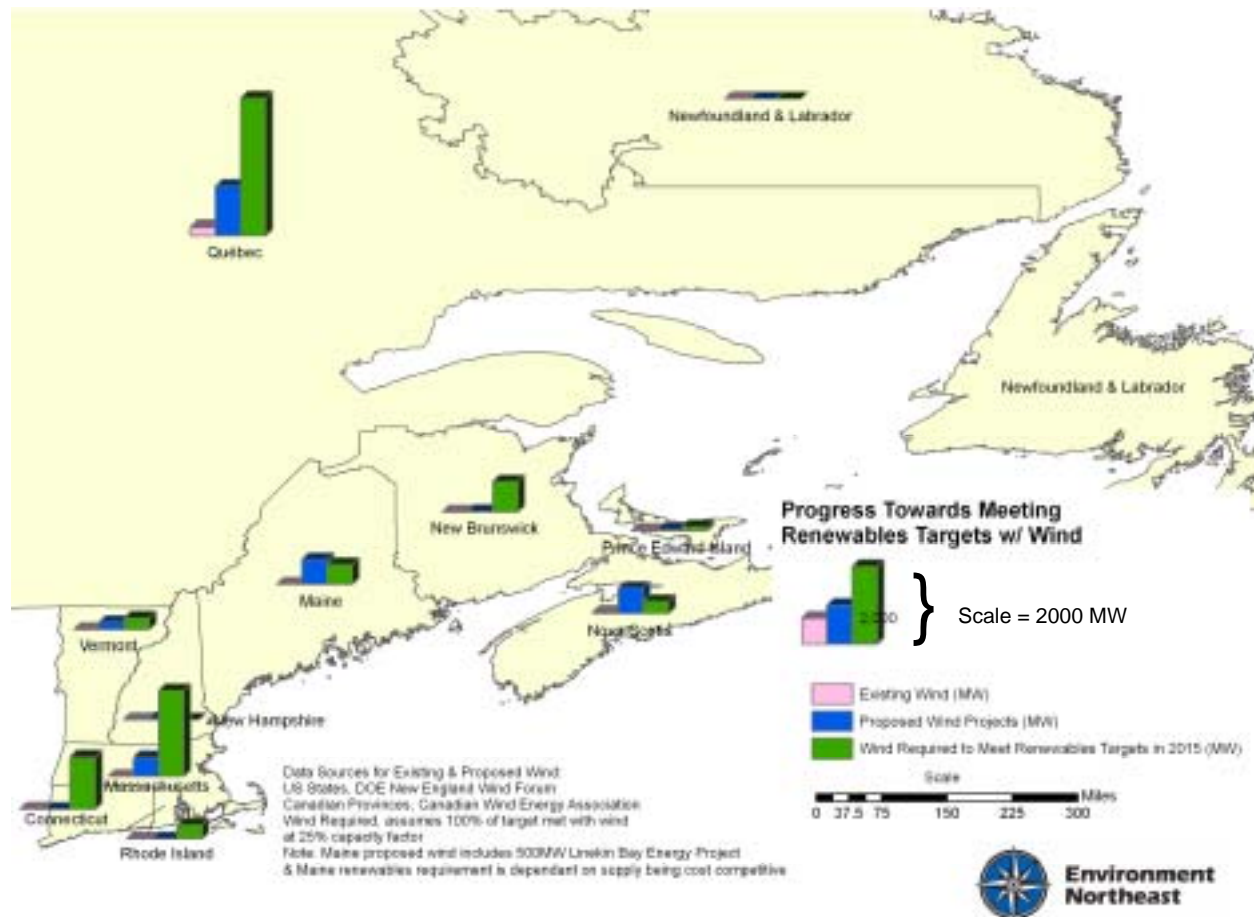 Newfoundland & Labrador
Québec
Newfoundland & Labrador
New Brunswick
Prince Edward Island
Progress Towards Meeting
Renewables Targets w/ Wind
2,000
} Scale = 2000 MW
Maine
Nova Scotia
Vermont
Existing Wind (MW)
New Hampshire
Proposed Wind Projects (MW)
Wind Required to Meet Renewables Targets in 2015 (MW)
Massachusetts
Connecticut
Rhode Island
Data Sources for Existing & Proposed Wind:
US States, DOE New England Wind Forum
Canadian Provinces, Canadian Wind Energy Association
Wind Required, assumes 100% of target met with wind
at 25% capacity factor
Note: Maine proposed wind includes 500MW Linekin Bay Energy Project
& Maine renewables requirement is dependant on supply being cost competitive
Scale
Miles
0 37.5 75 150 225 300
Environment
Northeast